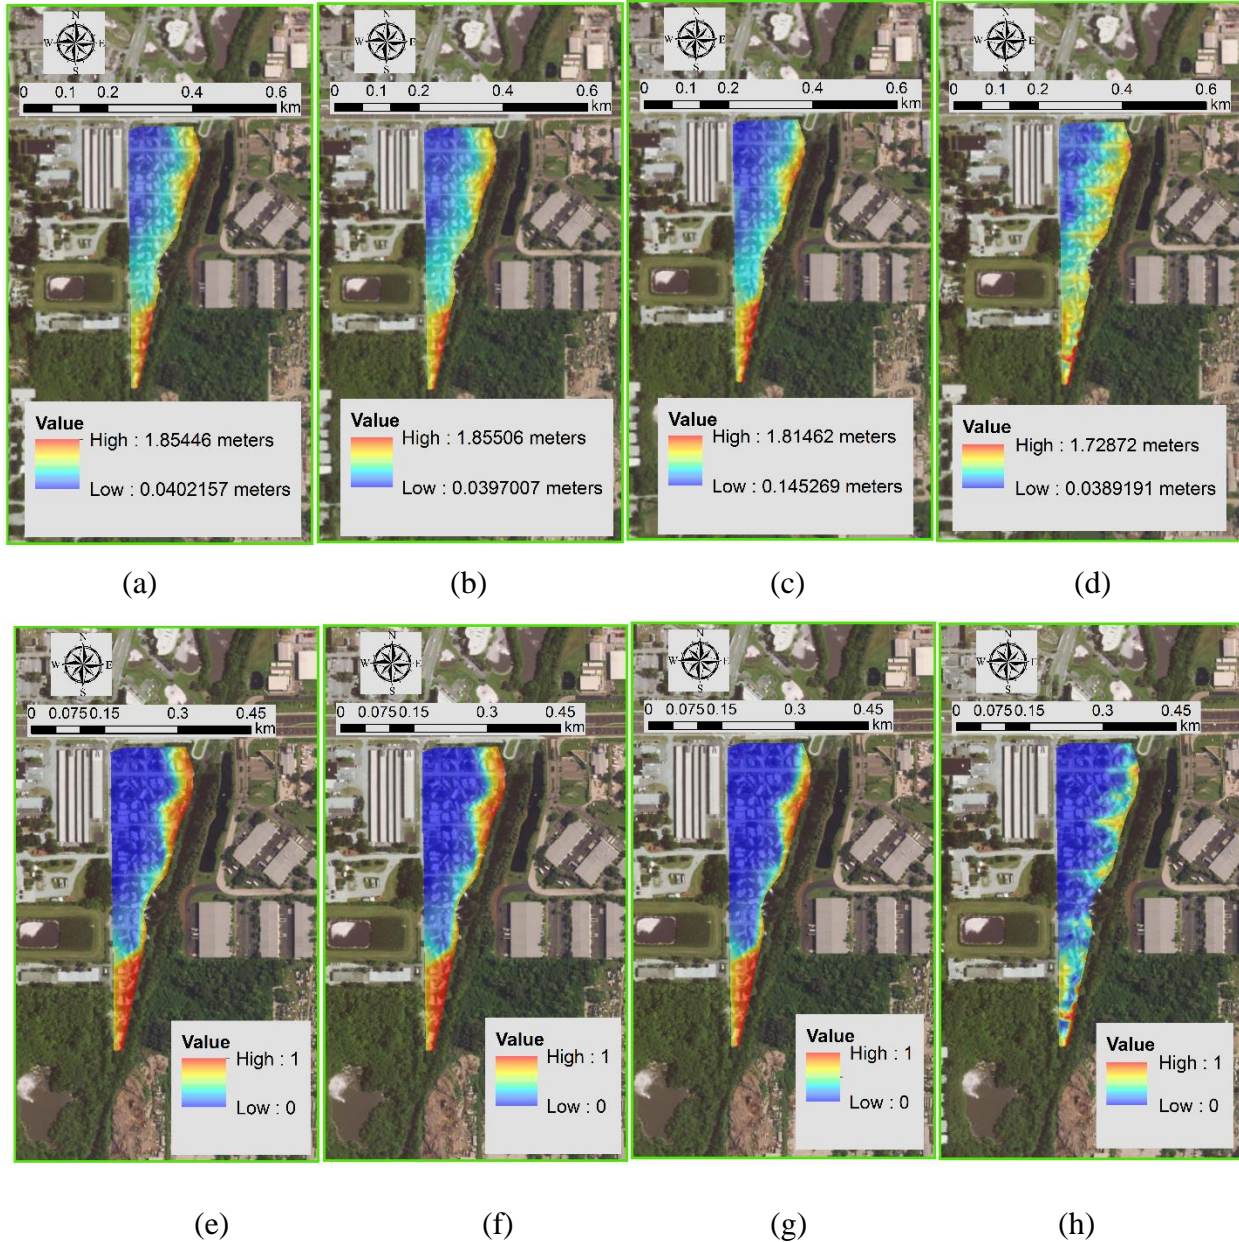 N
W E
S
0 0.1 0.2 0.4 0.6
km
Value
High : 1.85446 meters
Low : 0.0402157 meters
(a)
N
W E
S
0 0.1 0.2 0.4 0.6
km
Value
High : 1.85506 meters
Low : 0.0397007 meters
(b)
N
W E
S
0 0.1 0.2 0.4 0.6
km
Value
High : 1.81462 meters
Low : 0.145269 meters
(c)
N
W E
S
0 0.1 0.2 0.4 0.6
km
Value
High : 1.72872 meters
Low : 0.0389191 meters
(d)
N
W E
S
0 0.075 0.15 0.3 0.45
km
Value
High : 1
Low : 0
(e)
N
W E
S
0 0.075 0.15 0.3 0.45
km
Value
High : 1
Low : 0
(f)
N
W E
S
0 0.075 0.15 0.3 0.45
km
Value
High : 1
Low : 0
(g)
N
W E
S
0 0.075 0.15 0.3 0.45
km
Value
High : 1
Low : 0
(h)